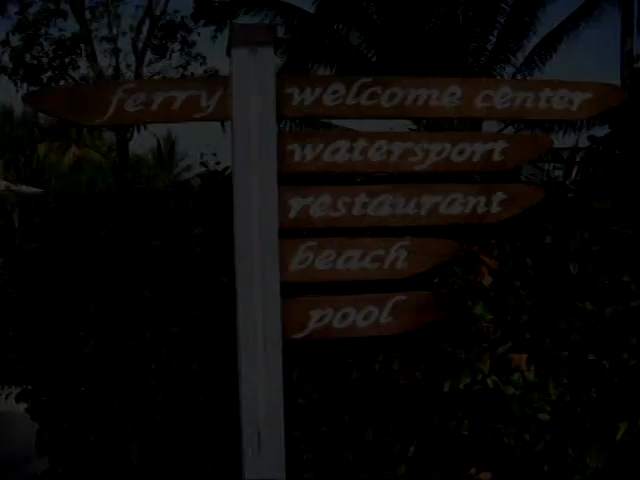 ferry
welcome center
watersport
restaurant
beach
pool